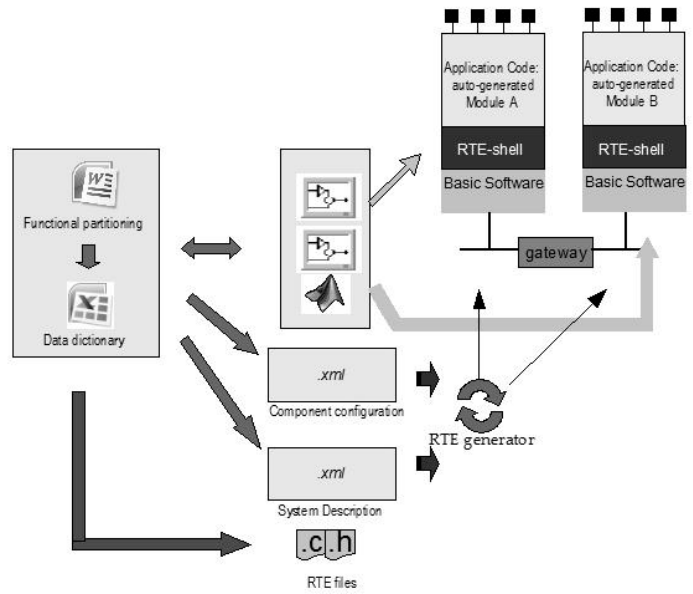 Application Code:
auto-generated
Module A
RTE-shell
Basic Software
Application Code:
auto-generated
Module B
RTE-shell
Basic Software
gateway
W
Functional partitioning
X
Data dictionary
.xml
Component configuration
.xml
System Description
.c .h
RTE files
RTE generator